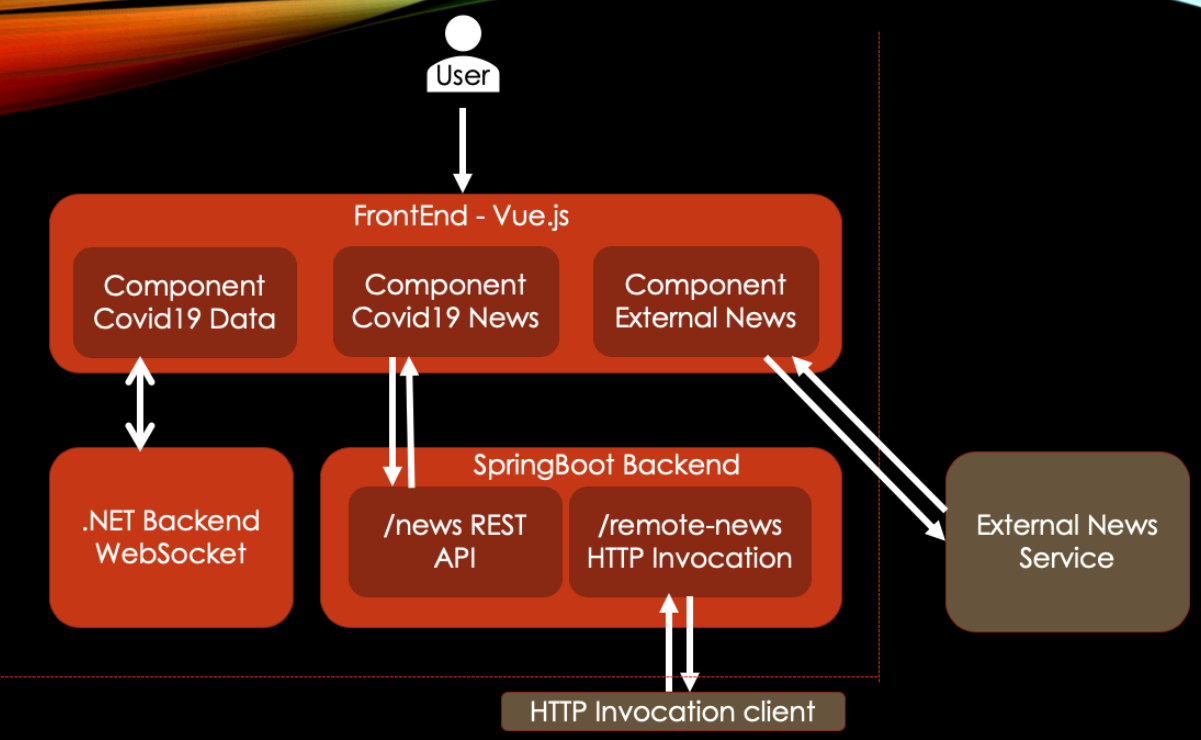 User
FrontEnd - Vue.js
Component
Covid19 Data
Component
Covid19 News
Component
External News
.NET Backend
WebSocket
SpringBoot Backend
/news REST
API
/remote-news
HTTP Invocation
External News
Service
HTTP Invocation client